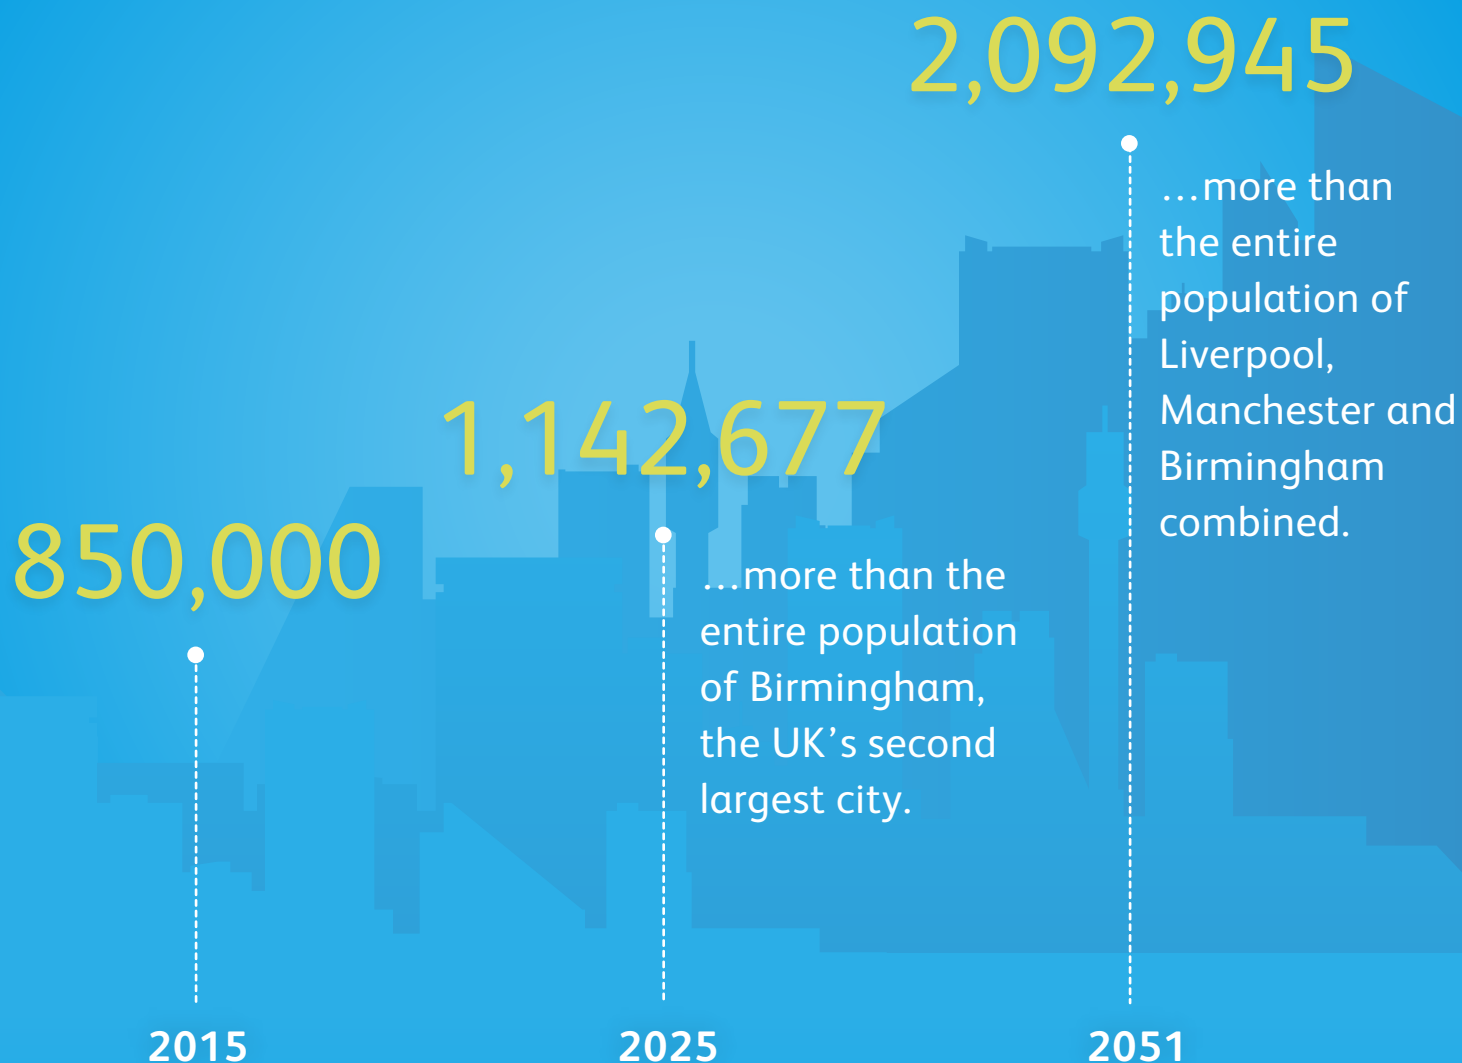 2,092,945
…more than
the entire
population of
Liverpool,
Manchester and
Birmingham
combined.
1,142,677
…more than the
entire population
of Birmingham,
the UK’s second
largest city.
850,000
2015
2025
2051